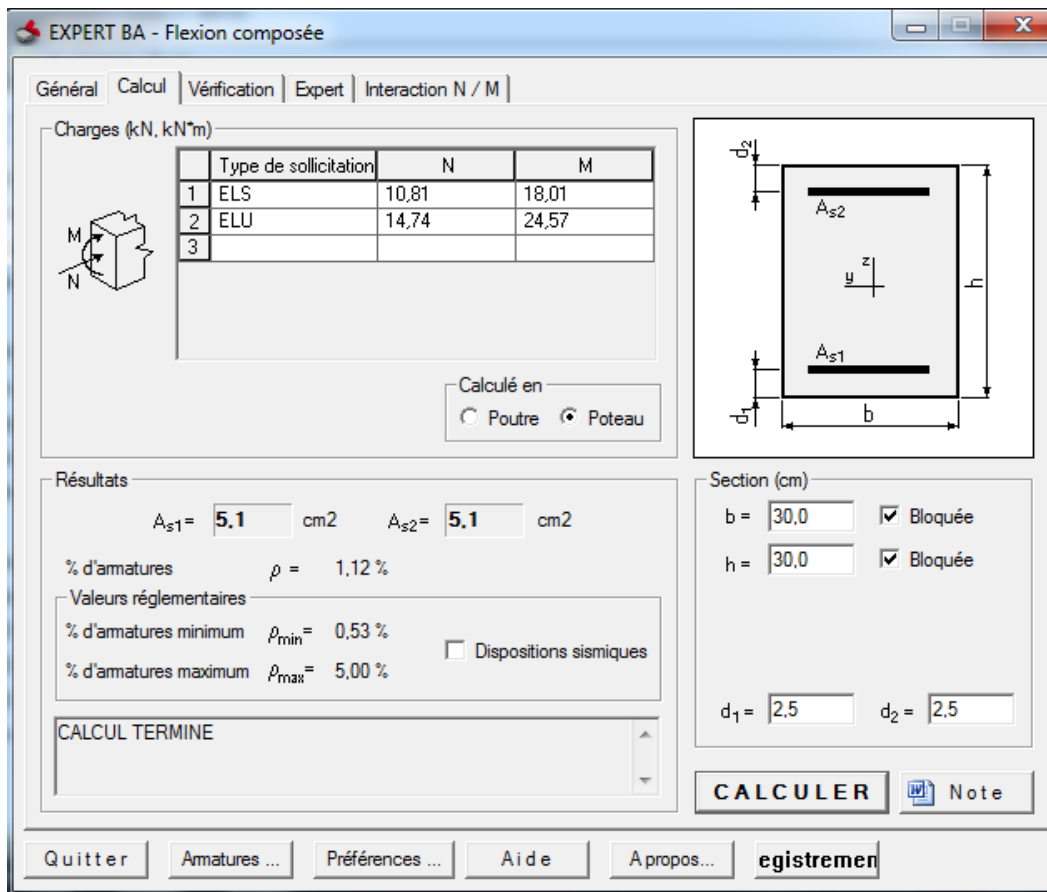 EXPERT BA - Flexion composée
Général Calcul Vérification Expert Interaction N / M
Charges (kN, kN*m)
Type de sollicitation N M
1 ELS 10,81 18,01
2 ELU 14,74 24,57
3
M
N
Calculé en
Poutre Poteau
d2
As2
z
y
h
As1
d1
b
Résultats
As1= 5.1 cm2 As2= 5.1 cm2
% d'armatures ρ = 1,12 %
Valeurs réglementaires
% d'armatures minimum ρmin= 0,53 %
% d'armatures maximum ρmax= 5,00 %
Dispositions sismiques
CALCUL TERMINE
Section (cm)
b = 30,0 Bloquée
h = 30,0 Bloquée
d1 = 2,5 d2 = 2,5
CALCULER Note
Quitter Armatures ... Préférences ... Aide A propos... egistremen